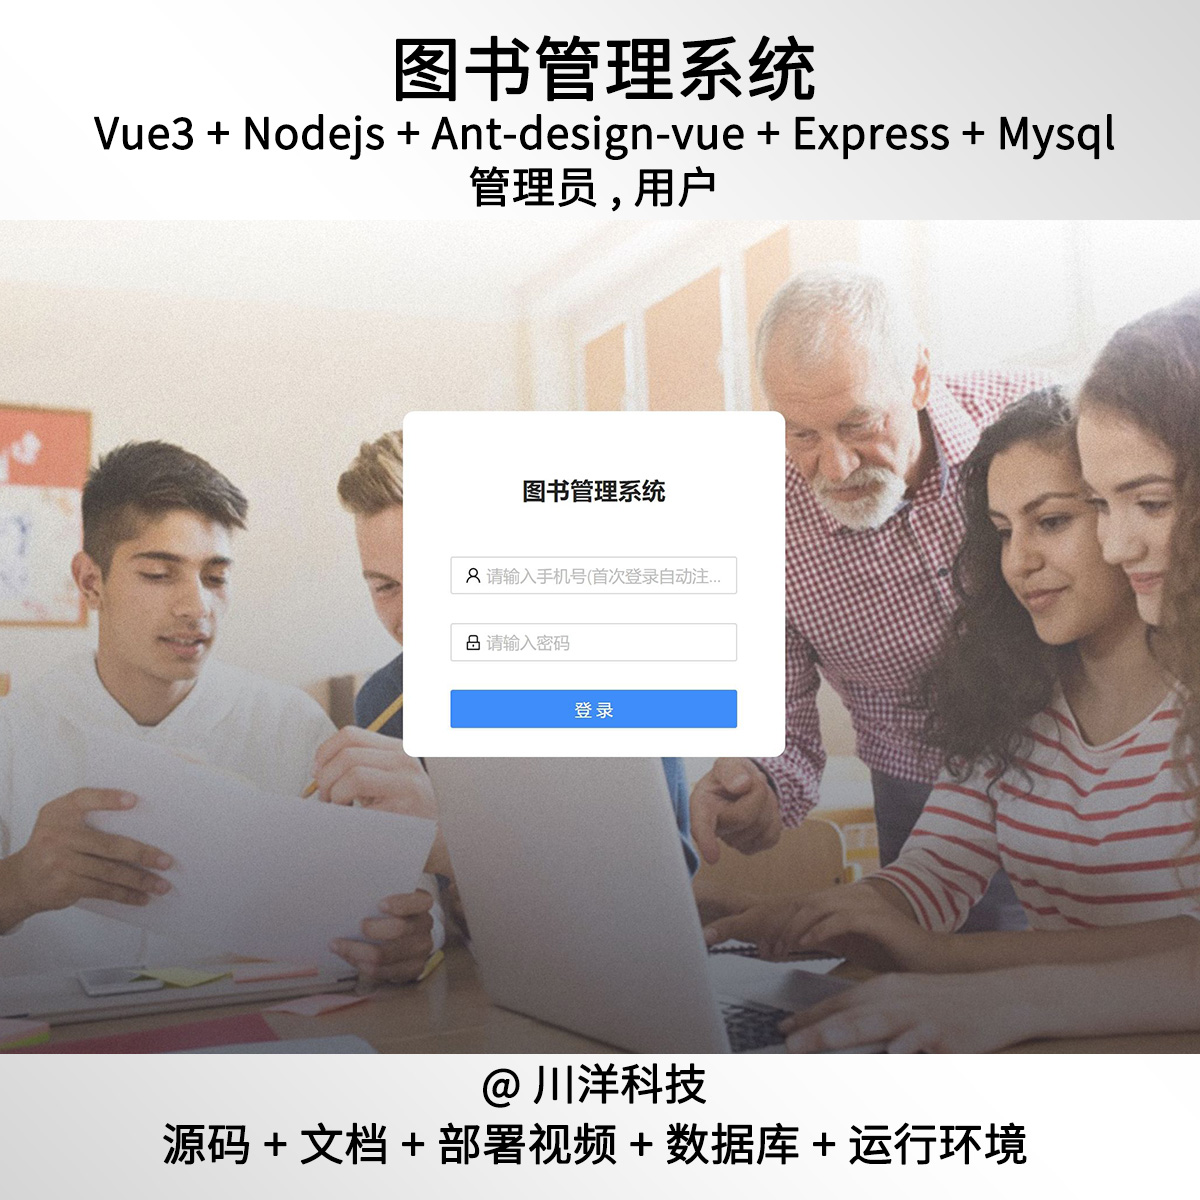 图书管理系统
Vue3 + Nodejs + Ant-design-vue + Express + Mysql
管理员 , 用户
图书管理系统
请输入手机号(首次登录自动注...
请输入密码
登 录
@ 川洋科技
源码 + 文档 + 部署视频 + 数据库 + 运行环境